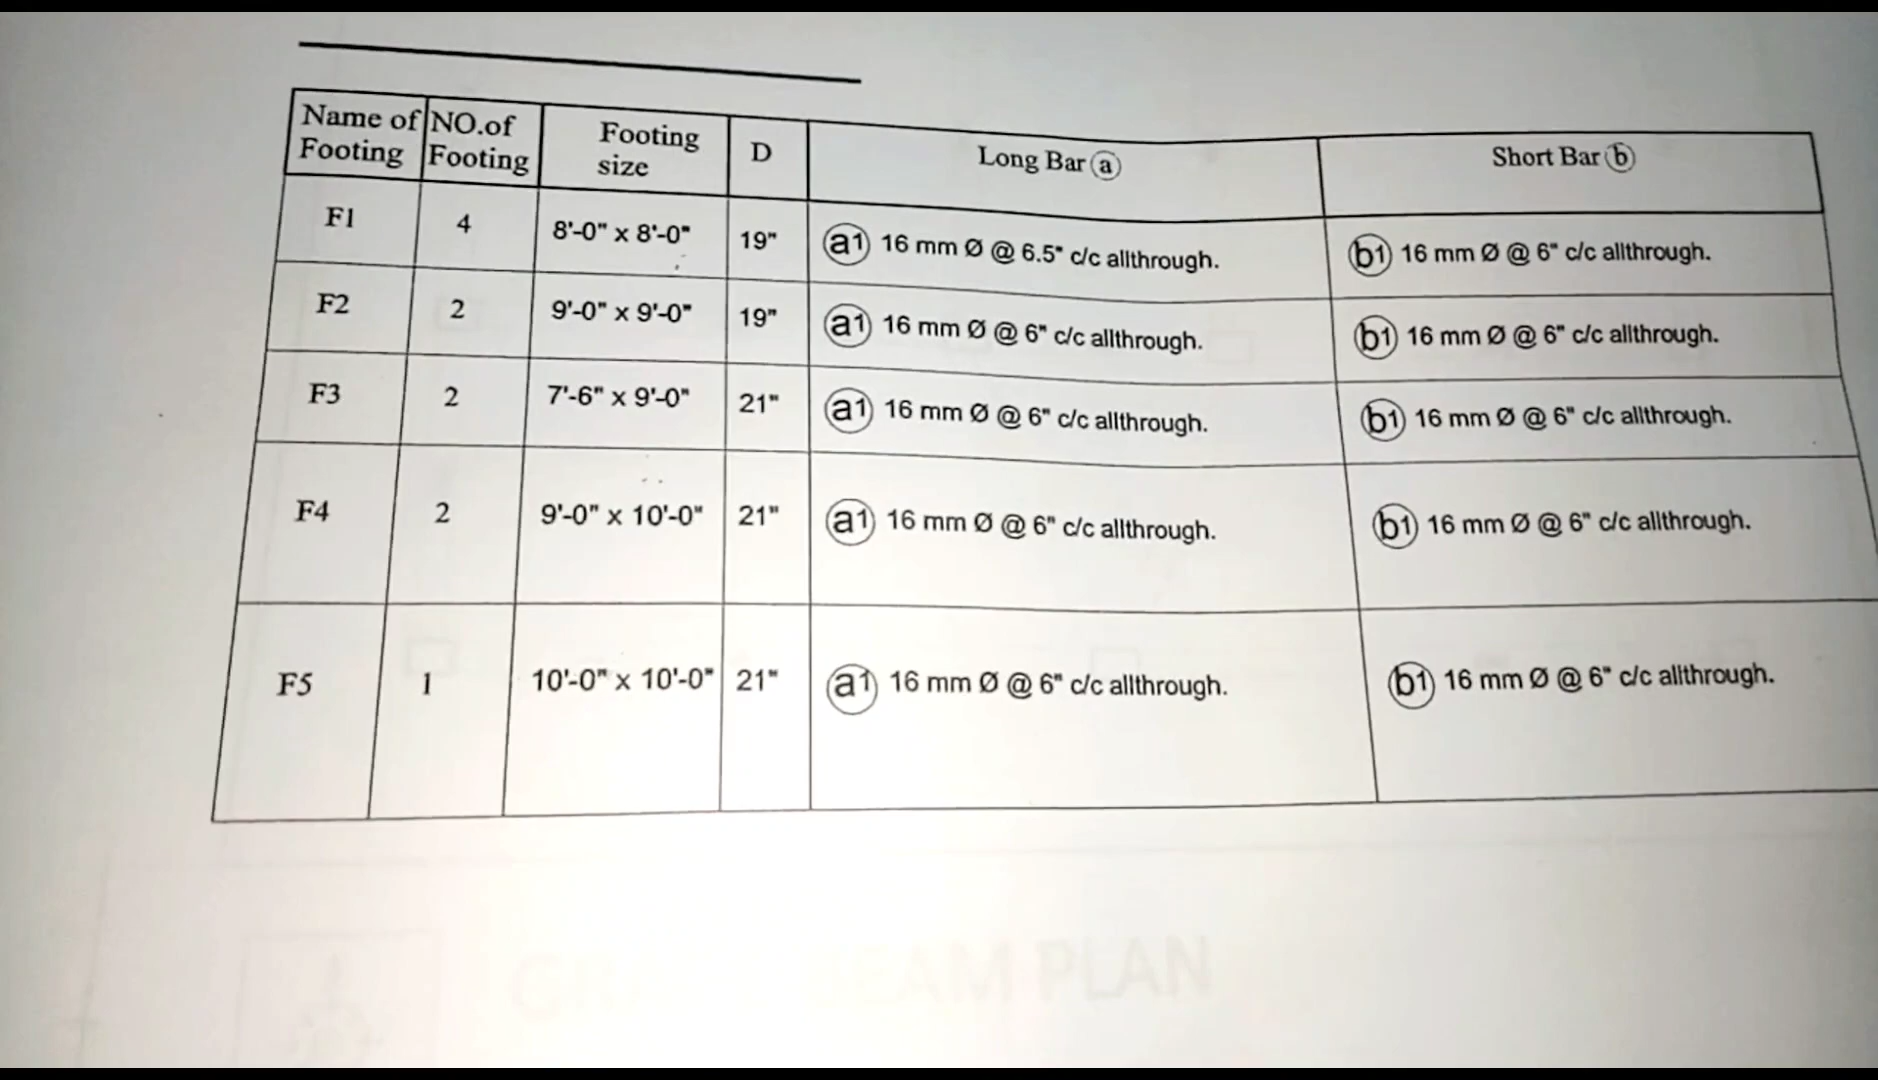 Name of Footing NO.of Footing Footing size D Long Bar a Short Bar b
F1 4 8'-0" x 8'-0" 19" a1 16 mm Ø @ 6.5" c/c allthrough. b1 16 mm Ø @ 6" c/c allthrough.
F2 2 9'-0" x 9'-0" 19" a1 16 mm Ø @ 6" c/c allthrough. b1 16 mm Ø @ 6" c/c allthrough.
F3 2 7'-6" x 9'-0" 21" a1 16 mm Ø @ 6" c/c allthrough. b1 16 mm Ø @ 6" c/c allthrough.
F4 2 9'-0" x 10'-0" 21" a1 16 mm Ø @ 6" c/c allthrough. b1 16 mm Ø @ 6" c/c allthrough.
F5 1 10'-0" x 10'-0" 21" a1 16 mm Ø @ 6" c/c allthrough. b1 16 mm Ø @ 6" c/c allthrough.
PLAN